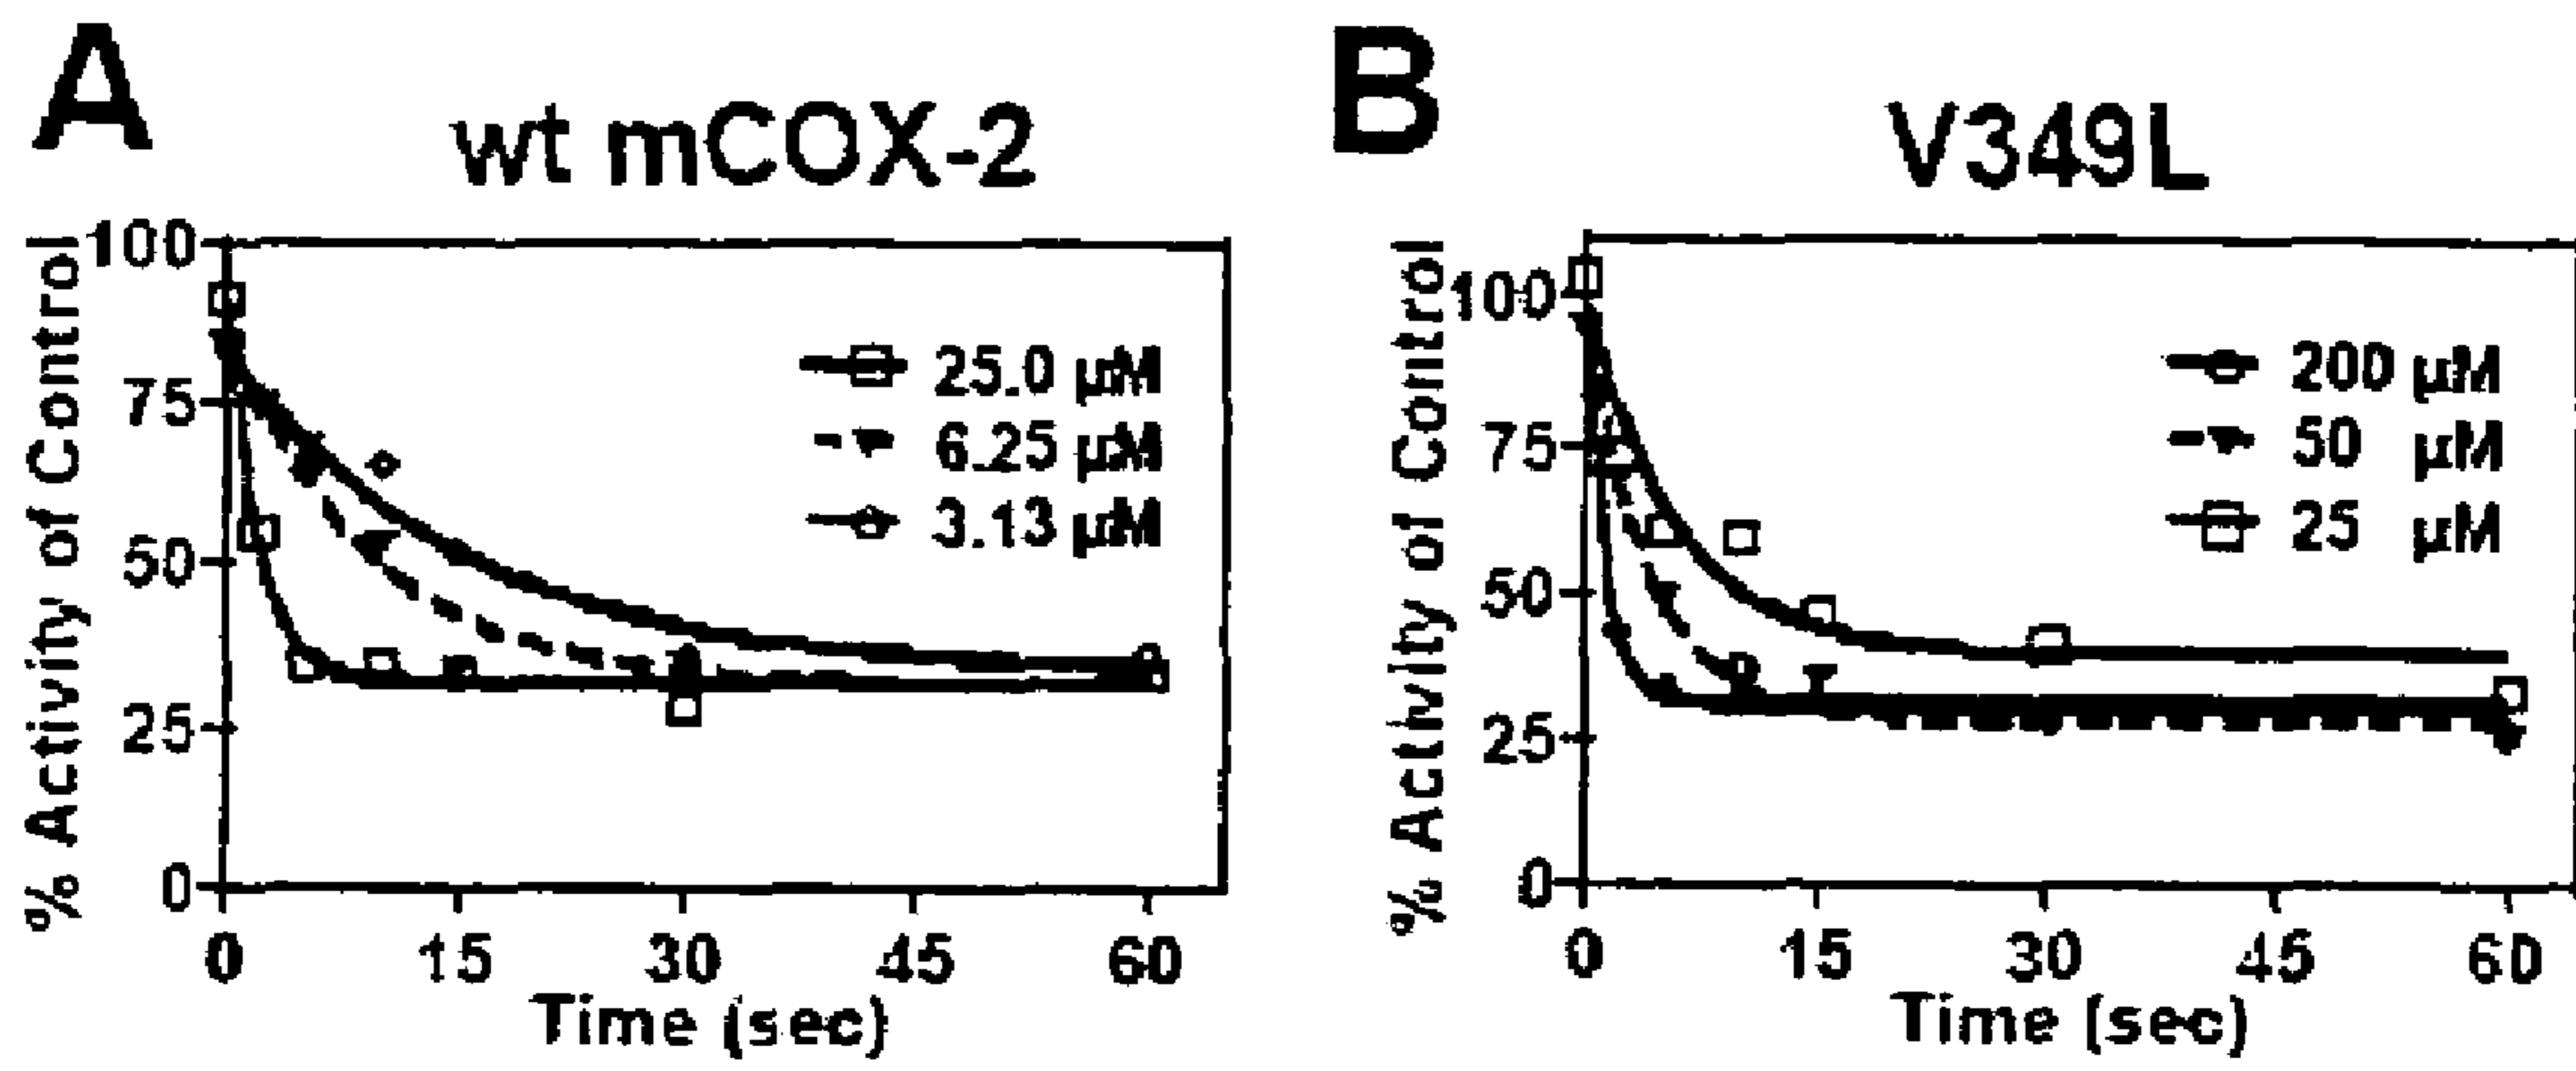 A
wt mCOX-2
% Activity of Control
100
75
50
25
0
25.0 µM
6.25 µM
3.13 µM
0 15 30 45 60
Time (sec)
B
V349L
% Activity of Control
100
75
50
25
0
200 µM
50 µM
25 µM
0 15 30 45 60
Time (sec)